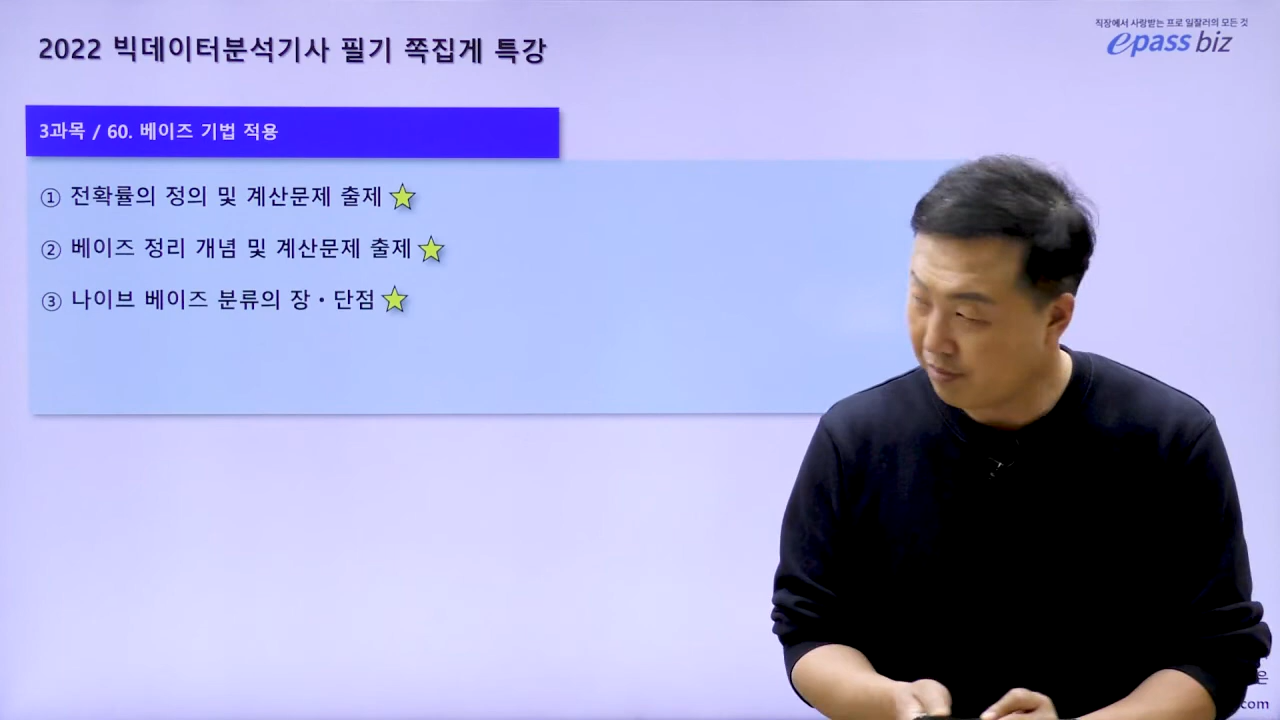 2022 빅데이터분석기사 필기 쪽집게 특강
직장에서 사랑받는 프로 일잘러의 모든 것
epass biz
3과목 / 60. 베이즈 기법 적용
① 전확률의 정의 및 계산문제 출제
② 베이즈 정리 개념 및 계산문제 출제
③ 나이브 베이즈 분류의 장・단점
은
.com